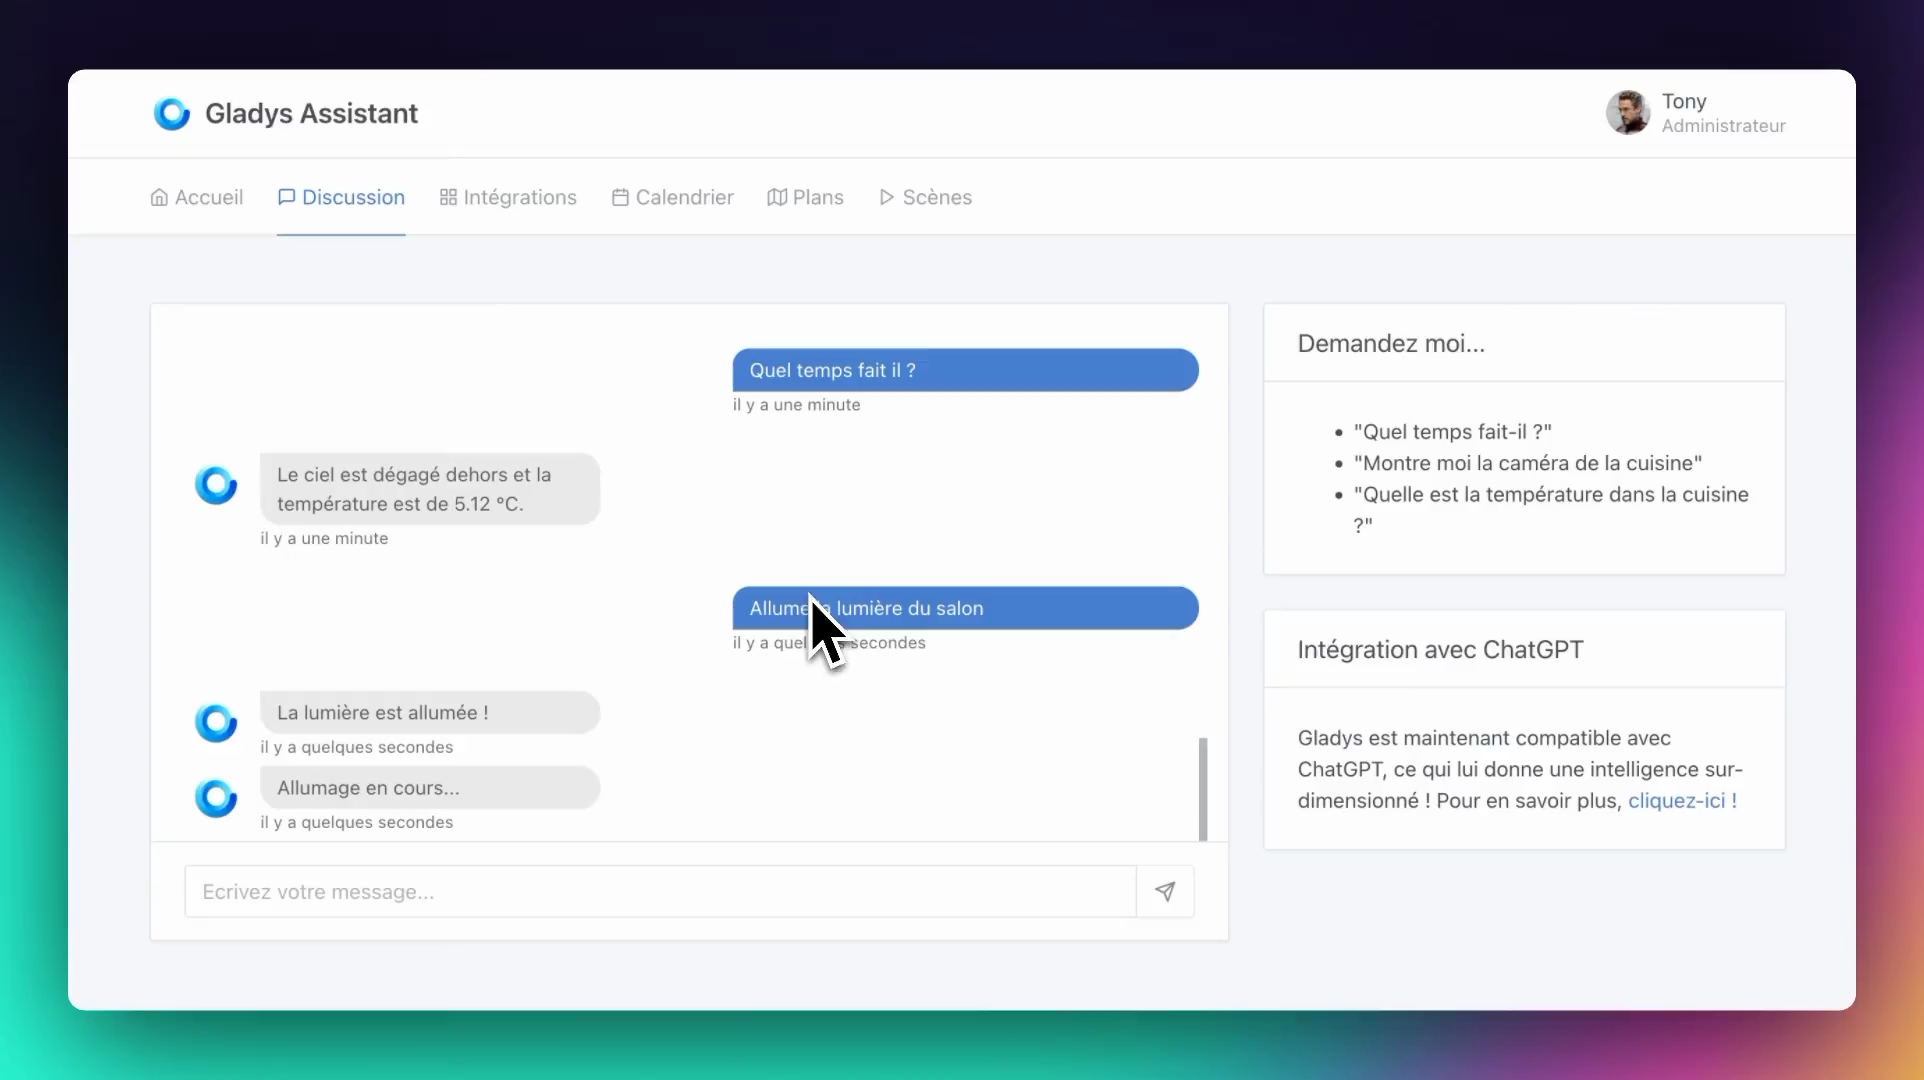 Gladys Assistant
Tony
Administrateur
Accueil
Discussion
Intégrations
Calendrier
Plans
Scènes
Quel temps fait il ?
il y a une minute
Le ciel est dégagé dehors et la
température est de 5.12 °C.
il y a une minute
Allume lumière du salon
il y a secondes
La lumière est allumée !
il y a quelques secondes
Allumage en cours...
il y a quelques secondes
Ecrivez votre message...
Demandez moi...
"Quel temps fait-il ?"
"Montre moi la caméra de la cuisine"
"Quelle est la température dans la cuisine
?"
Intégration avec ChatGPT
Gladys est maintenant compatible avec
ChatGPT, ce qui lui donne une intelligence sur-
dimensionné ! Pour en savoir plus, cliquez-ici !